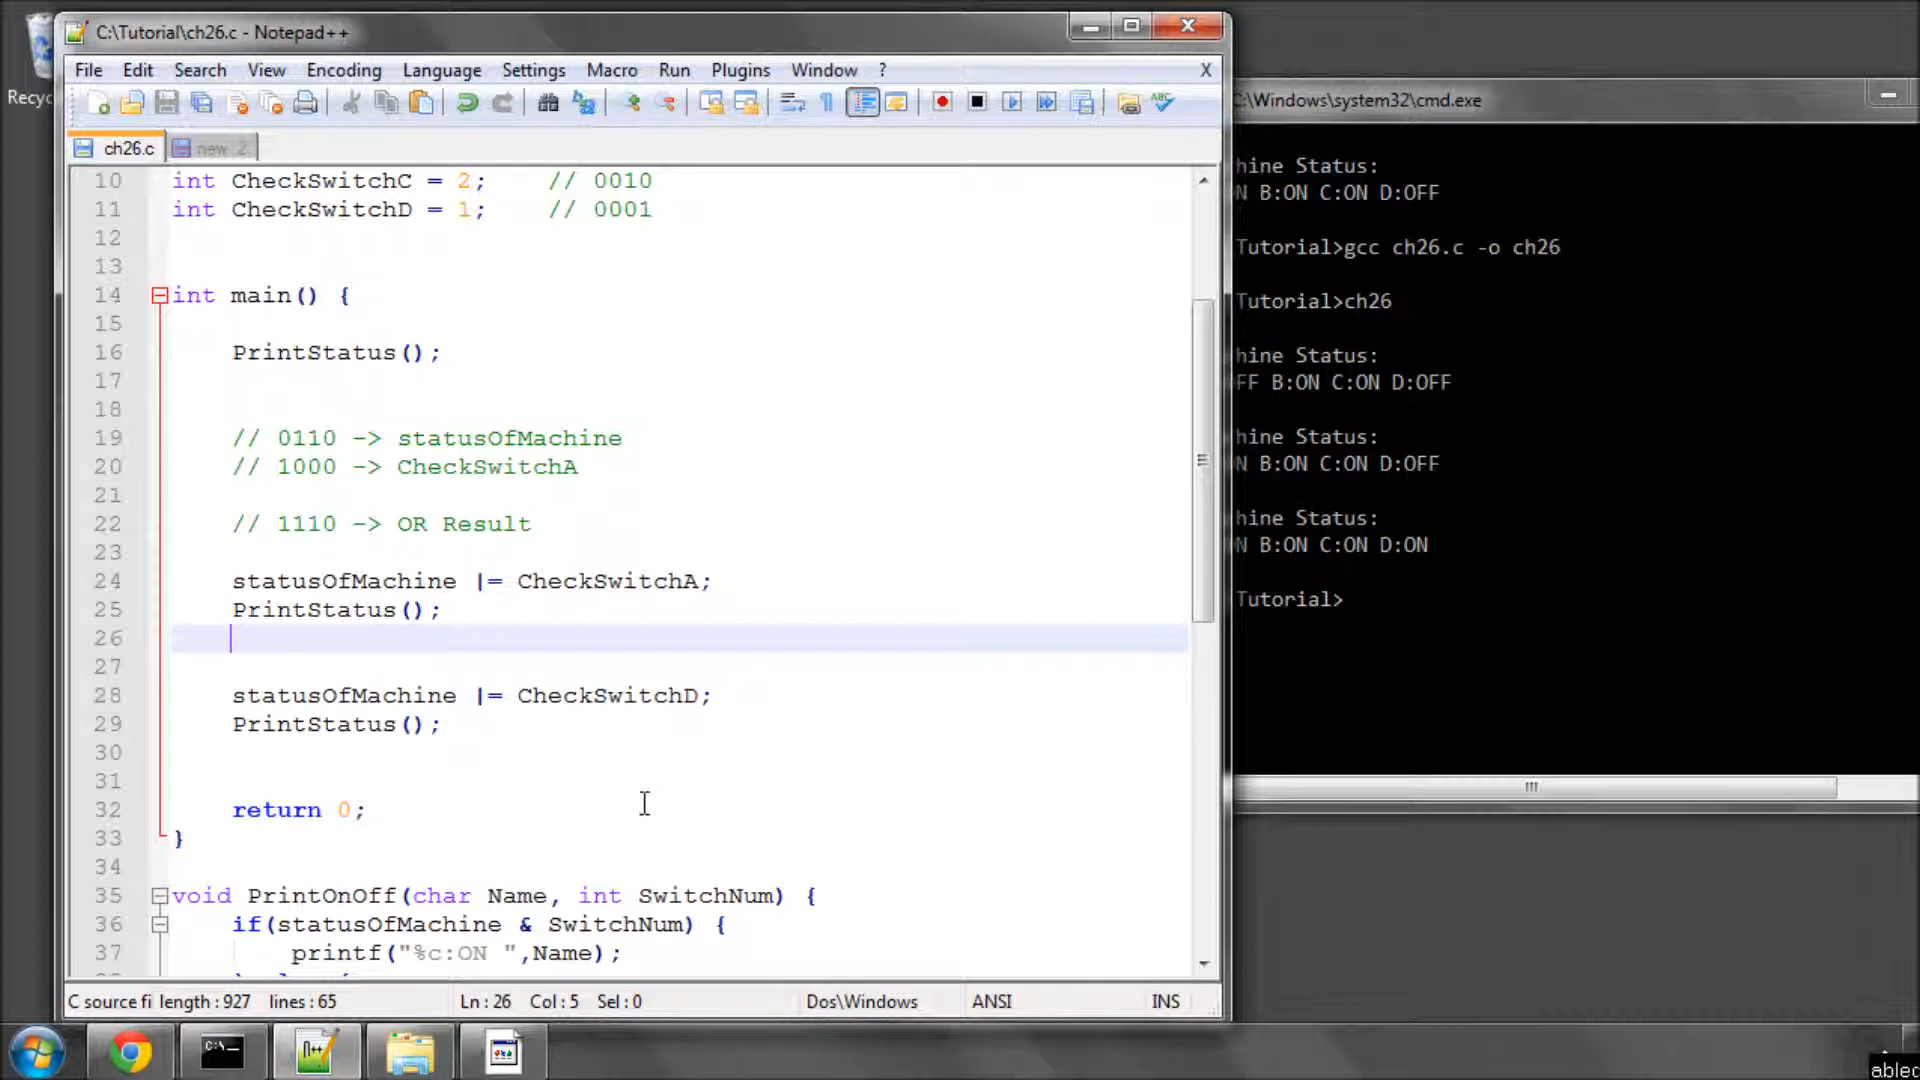 C:\Tutorial\ch26.c - Notepad++
File Edit Search View Encoding Language Settings Macro Run Plugins Window ? X
ch26.c new 2
10 int CheckSwitchC = 2; // 0010
11 int CheckSwitchD = 1; // 0001
12
13
14 int main() {
15
16 PrintStatus();
17
18
19 // 0110 -> statusOfMachine
20 // 1000 -> CheckSwitchA
21
22 // 1110 -> OR Result
23
24 statusOfMachine |= CheckSwitchA;
25 PrintStatus();
26
27
28 statusOfMachine |= CheckSwitchD;
29 PrintStatus();
30
31
32 return 0;
33 }
34
35 void PrintOnOff(char Name, int SwitchNum) {
36 if(statusOfMachine & SwitchNum) {
37 printf("%c:ON ",Name);
C source fi length : 927 lines : 65 Ln : 26 Col : 5 Sel : 0 Dos\Windows ANSI INS
Recyc
C:\Windows\system32\cmd.exe
hine Status:
N B:ON C:ON D:OFF
Tutorial>gcc ch26.c -o ch26
Tutorial>ch26
hine Status:
FF B:ON C:ON D:OFF
hine Status:
N B:ON C:ON D:OFF
hine Status:
N B:ON C:ON D:ON
Tutorial>
C:\_
ablec